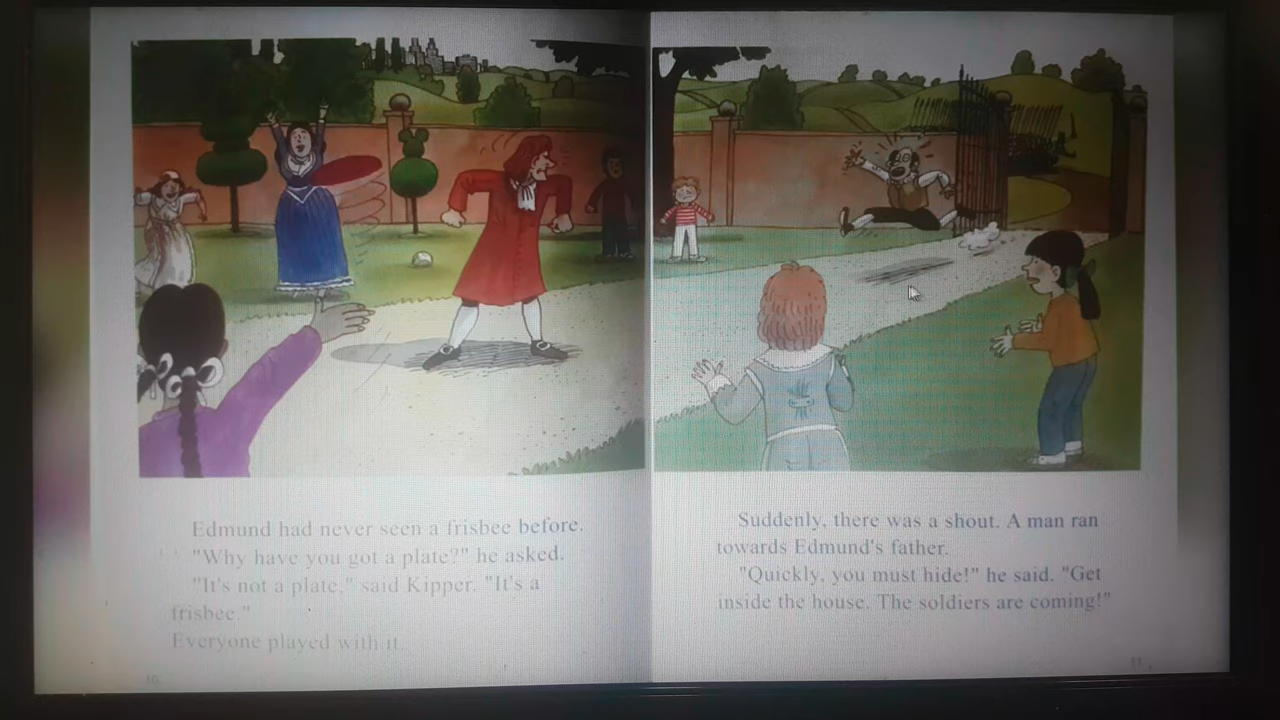 Edmund had never seen a frisbee before.
"Why have you got a plate?" he asked.
"It's not a plate," said Kipper. "It's a
frisbee."
Everyone played with it.
10
Suddenly, there was a shout. A man ran
towards Edmund's father.
"Quickly, you must hide!" he said. "Get
inside the house. The soldiers are coming!"
11